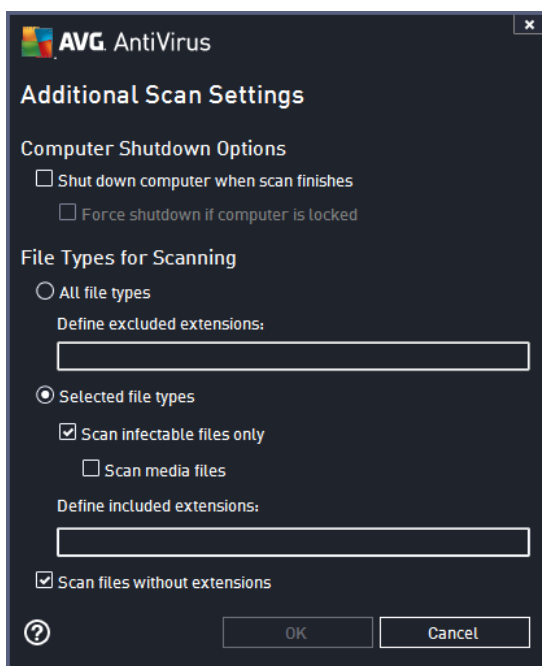 AVG. AntiVirus
Additional Scan Settings
Computer Shutdown Options
Shut down computer when scan finishes
Force shutdown if computer is locked
File Types for Scanning
All file types
Define excluded extensions:
Selected file types
Scan infectable files only
Scan media files
Define included extensions:
Scan files without extensions
? OK Cancel